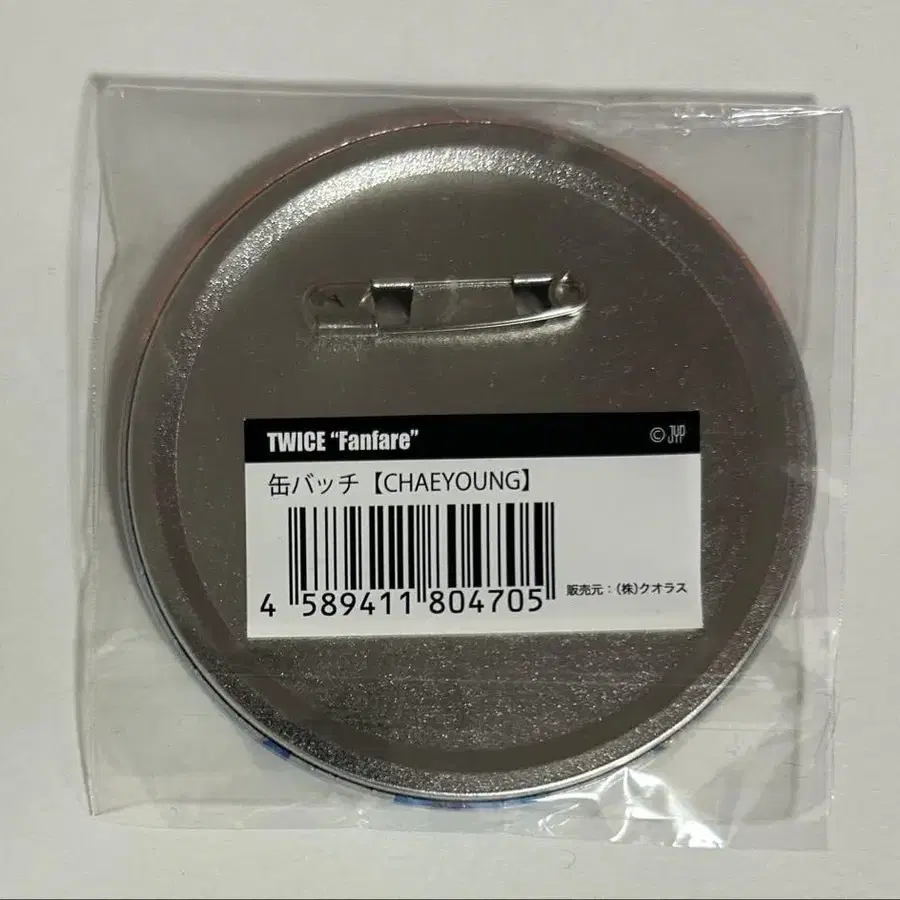 TWICE “Fanfare”
© JYP
缶バッチ【CHAEYOUNG】
4 589411 804705
販売元：(株)クオラス